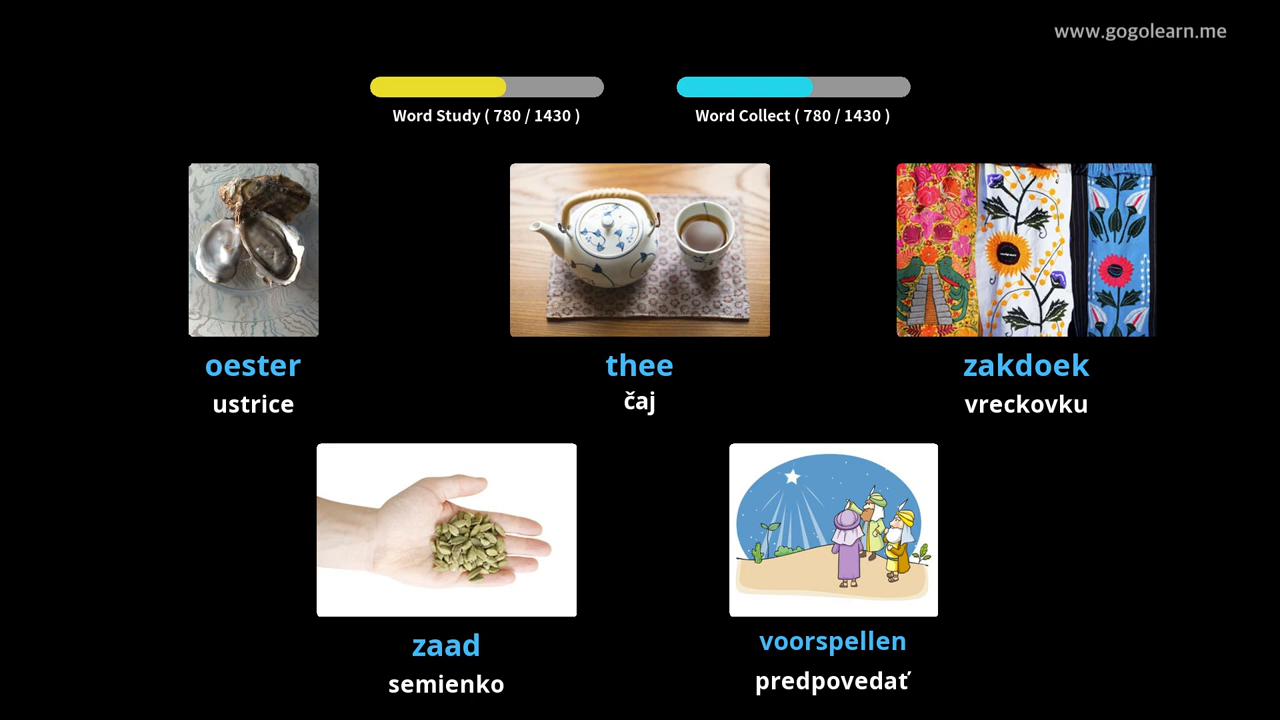 www.gogolearn.me
Word Study ( 780 / 1430 )
Word Collect ( 780 / 1430 )
oester
ustrice
thee
čaj
zakdoek
vreckovku
zaad
semienko
voorspellen
predpovedať